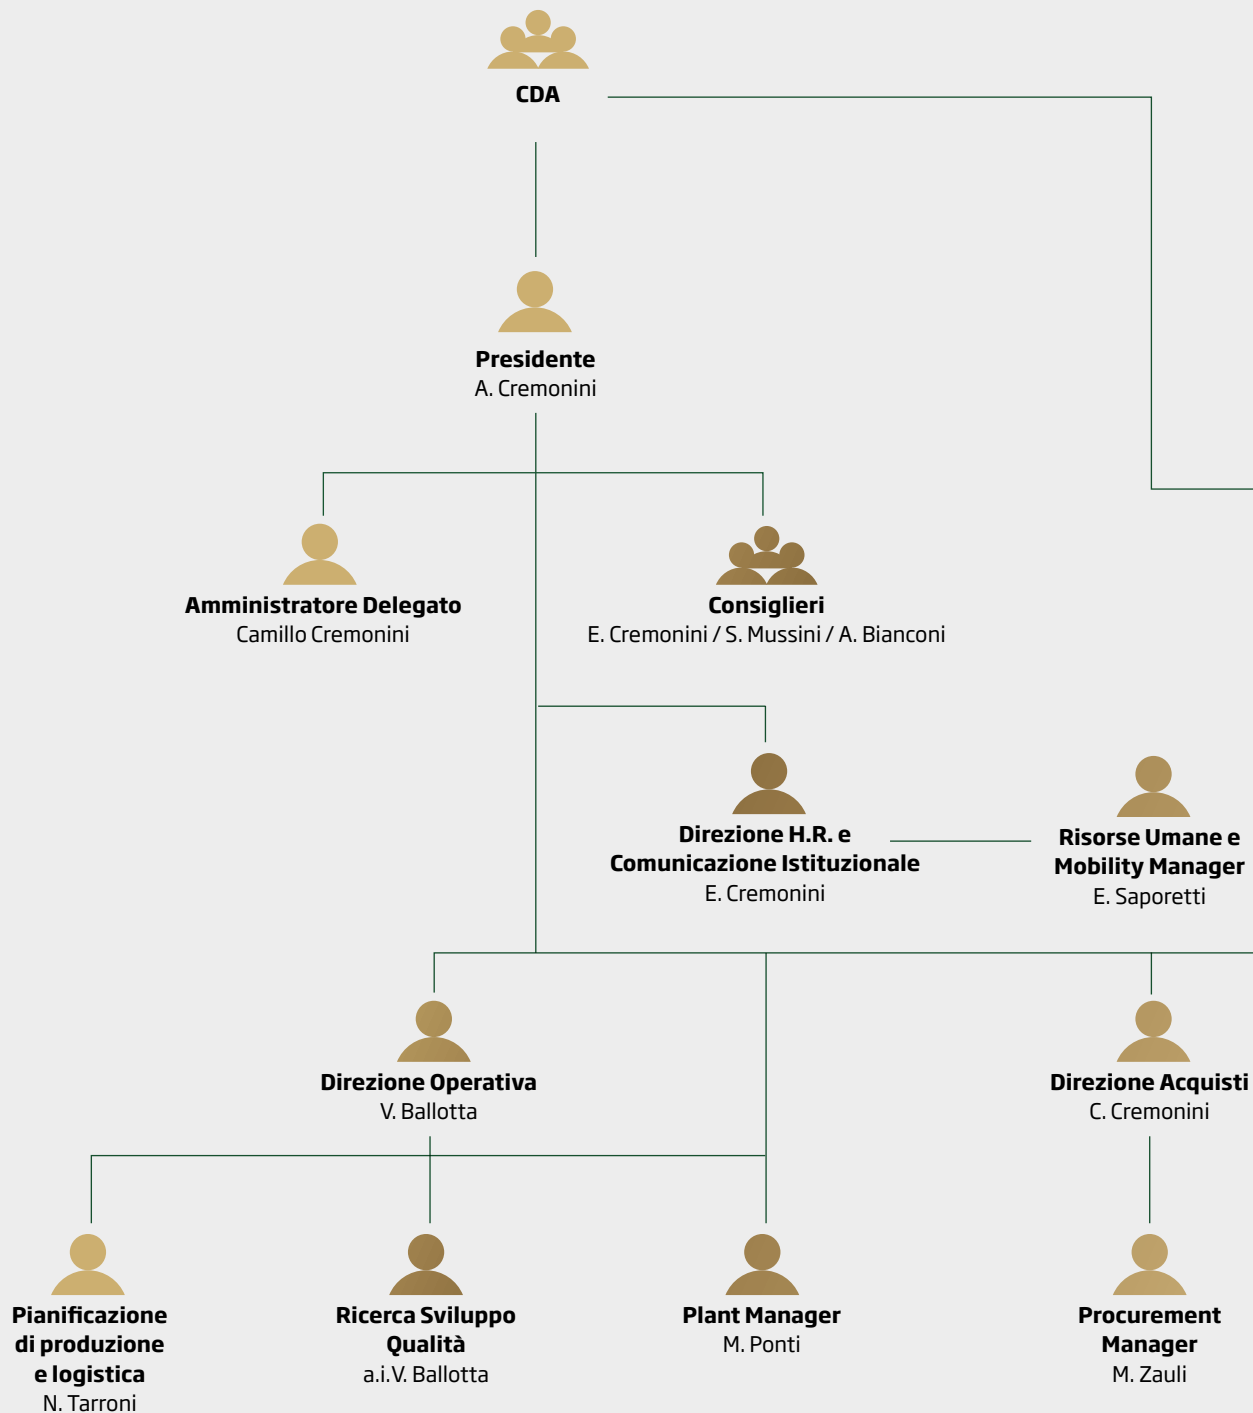 CDA
Presidente
A. Cremonini
Amministratore Delegato
Camillo Cremonini
Consiglieri
E. Cremonini / S. Mussini / A. Bianconi
Direzione H.R. e
Comunicazione Istituzionale
E. Cremonini
Risorse Umane e
Mobility Manager
E. Saporetti
Direzione Operativa
V. Ballotta
Direzione Acquisti
C. Cremonini
Pianificazione
di produzione
e logistica
N. Tarroni
Ricerca Sviluppo
Qualità
a.i.V. Ballotta
Plant Manager
M. Ponti
Procurement
Manager
M. Zauli